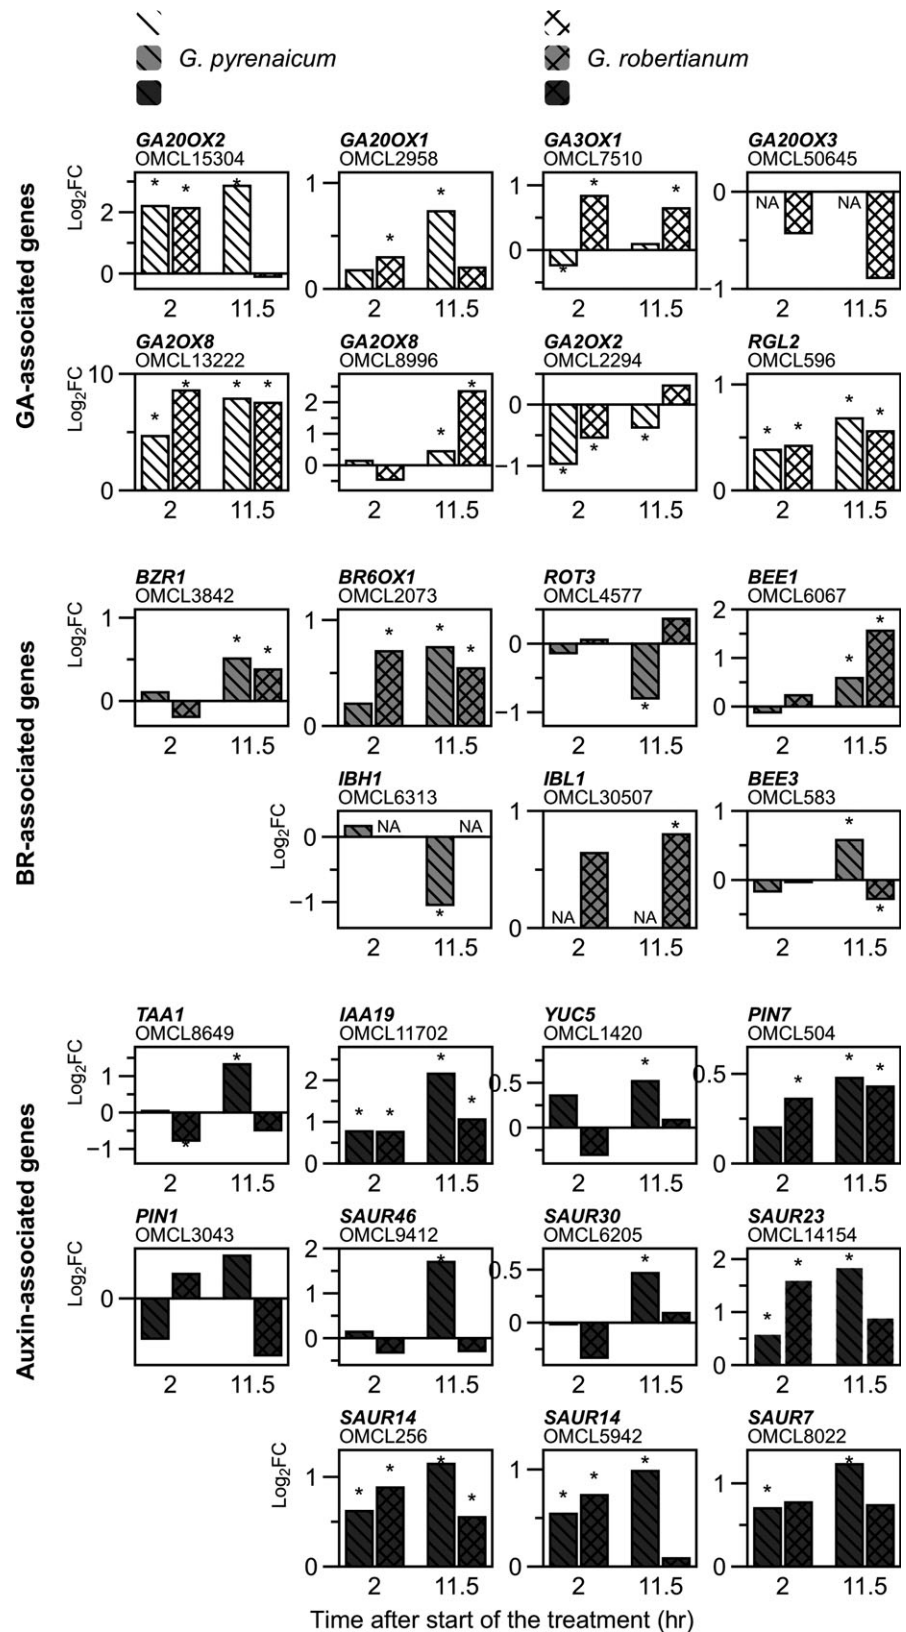 G. pyrenaicum
G. robertianum
GA-associated genes
GA20OX2
OMCL15304
GA20OX1
OMCL2958
GA3OX1
OMCL7510
GA20OX3
OMCL50645
Log2FC
2
0
1
0
1
0
0
−1
*
*
*
*
*
*
*
*
NA
NA
2
11.5
2
11.5
2
11.5
2
11.5
GA2OX8
OMCL13222
GA2OX8
OMCL8996
GA2OX2
OMCL2294
RGL2
OMCL596
Log2FC
10
0
2
1
0
0
−1
1
0
*
*
*
*
*
*
*
*
*
*
*
*
*
2
11.5
2
11.5
2
11.5
2
11.5
BR-associated genes
BZR1
OMCL3842
BR6OX1
OMCL2073
ROT3
OMCL4577
BEE1
OMCL6067
Log2FC
1
0
1
0
0
−1
2
1
0
*
*
*
*
*
*
*
*
2
11.5
2
11.5
2
11.5
2
11.5
IBH1
OMCL6313
IBL1
OMCL30507
BEE3
OMCL583
Log2FC
0
−1
1
0
1
0
NA
NA
*
NA
NA
*
*
*
2
11.5
2
11.5
2
11.5
Auxin-associated genes
TAA1
OMCL8649
IAA19
OMCL11702
YUC5
OMCL1420
PIN7
OMCL504
Log2FC
1
0
−1
2
1
0
0.5
0
0.5
0
*
*
*
*
*
*
*
*
*
*
2
11.5
2
11.5
2
11.5
2
11.5
PIN1
OMCL3043
SAUR46
OMCL9412
SAUR30
OMCL6205
SAUR23
OMCL14154
Log2FC
0
2
1
0
0.5
0
2
1
0
*
*
*
*
*
2
11.5
2
11.5
2
11.5
2
11.5
SAUR14
OMCL256
SAUR14
OMCL5942
SAUR7
OMCL8022
Log2FC
1
0
1
0
1
0
*
*
*
*
*
*
*
*
*
2
11.5
2
11.5
2
11.5
Time after start of the treatment (hr)